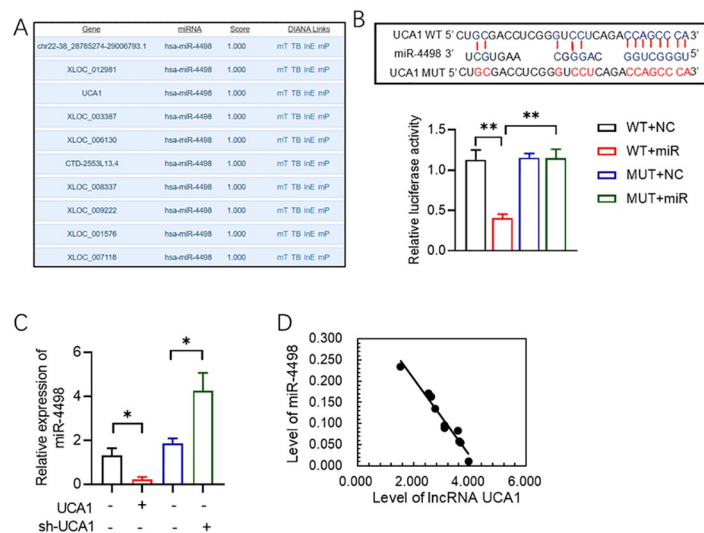 A
Gene miRNA Score DIANA Links
chr22-38_28785274-29006793.1 hsa-miR-4498 1.000 mT TB InE mP
XLOC_012981 hsa-miR-4498 1.000 mT TB InE mP
UCA1 hsa-miR-4498 1.000 mT TB InE mP
XLOC_003387 hsa-miR-4498 1.000 mT TB InE mP
XLOC_006130 hsa-miR-4498 1.000 mT TB InE mP
CTD-2553L13.4 hsa-miR-4498 1.000 mT TB InE mP
XLOC_008337 hsa-miR-4498 1.000 mT TB InE mP
XLOC_009222 hsa-miR-4498 1.000 mT TB InE mP
XLOC_001576 hsa-miR-4498 1.000 mT TB InE mP
XLOC_007118 hsa-miR-4498 1.000 mT TB InE mP
B
UCA1 WT 5'CUGCGACCUCGGGUCCUCAGACCAGCCCA3'
miR-4498 3' UCGUGAA CGGGAC GGUCGGGU5'
UCA1 MUT 5'CUGCGACCUCGGGUCCUCAGACCAGCCCA3'
Relative luciferase activity
1.5
1.0
0.5
0.0
** **
WT+NC
WT+miR
MUT+NC
MUT+miR
C
Relative expression of
miR-4498
6
4
2
0
* *
UCA1 - + - -
sh-UCA1 - - - +
D
Level of miR-4498
0.300
0.250
0.200
0.150
0.100
0.050
0.000
0.000 2.000 4.000 6.000
Level of lncRNA UCA1